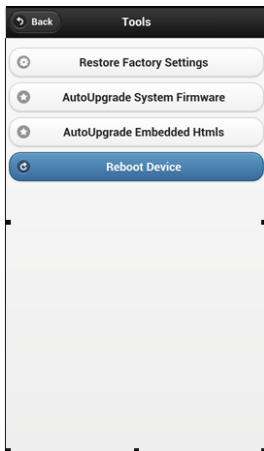 Back
Tools
Restore Factory Settings
AutoUpgrade System Firmware
AutoUpgrade Embedded Htmls
Reboot Device